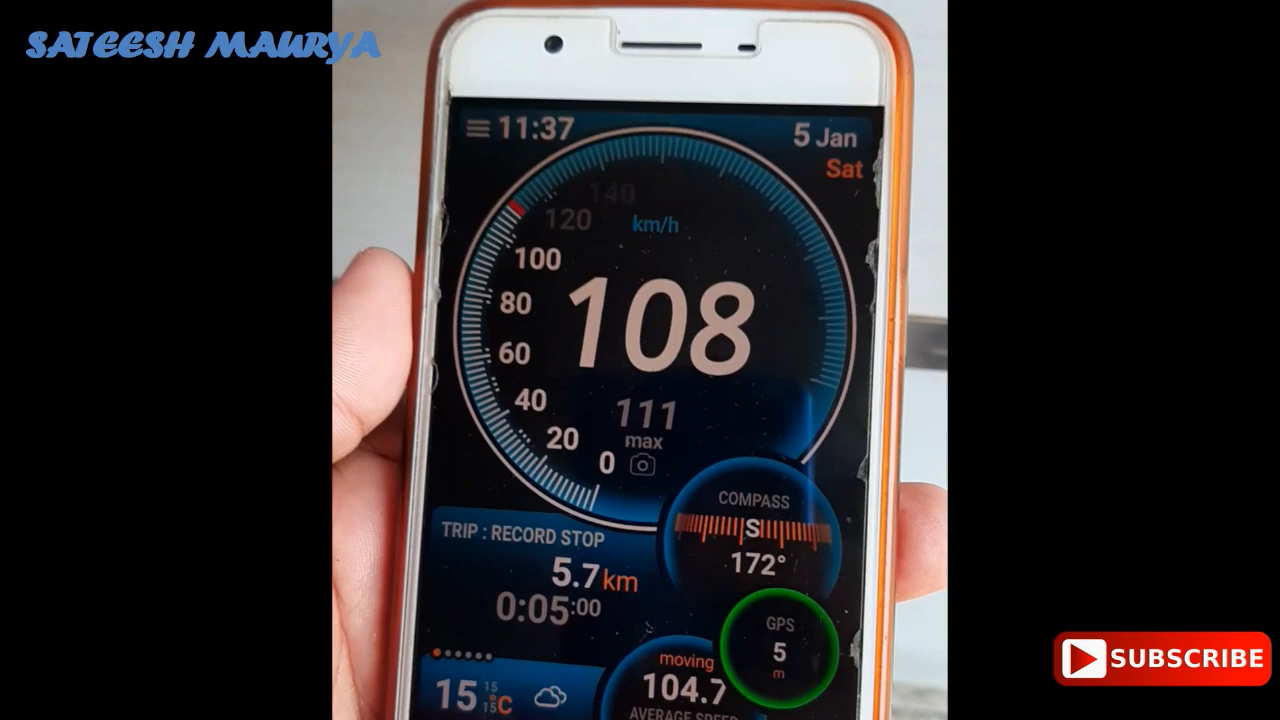 SATEESH MAURYA
11:37
5 Jan
Sat
140
120
km/h
100
80
60
40
20
0
108
111
max
COMPASS
S
172°
TRIP : RECORD STOP
5.7 km
0:05:00
GPS
5
m
moving
104.7
AVERAGE SPEED
15 °C
15
15
SUBSCRIBE